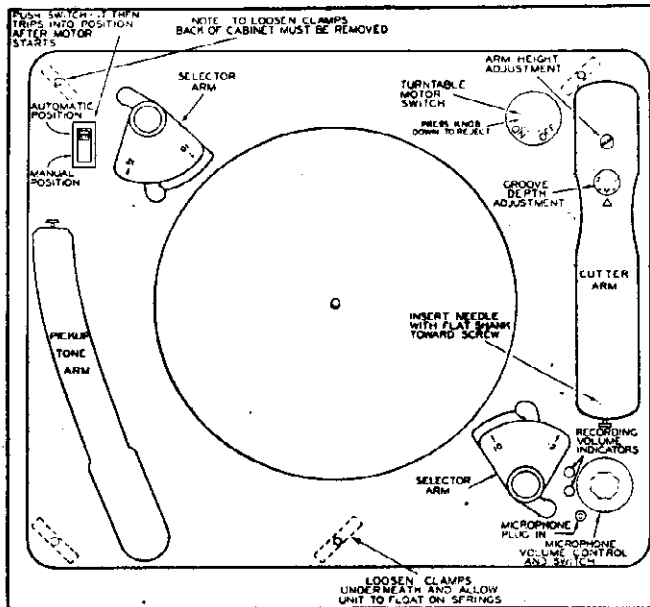 PUSH SWITCH - IT THEN
TRIPS INTO POSITION
AFTER MOTOR
STARTS
NOTE TO LOOSEN CLAMPS
BACK OF CABINET MUST BE REMOVED
SELECTOR
ARM
ARM HEIGHT
ADJUSTMENT
TURNTABLE
MOTOR
SWITCH
AUTOMATIC
POSITION
PRESS KNOB
DOWN TO REJECT
ON OFF
MANUAL
POSITION
12
10
GROOVE
DEPTH
ADJUSTMENT
CUTTER
ARM
INSERT NEEDLE
WITH FLAT SHANK
TOWARD SCREW
PICKUP
TONE
ARM
10
RECORDING
VOLUME
INDICATORS
SELECTOR
ARM
MICROPHONE
PLUG IN
MICROPHONE
VOLUME CONTROL
AND SWITCH
LOOSEN CLAMPS
UNDERNEATH AND ALLOW
UNIT TO FLOAT ON SPRINGS